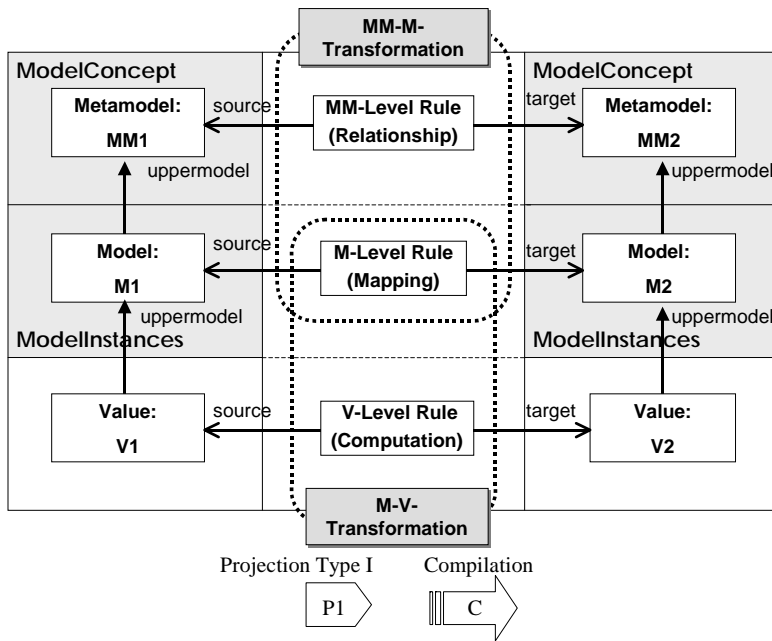 MM-M-
Transformation
ModelConcept
ModelConcept
Metamodel:
MM1
source
MM-Level Rule
(Relationship)
target
Metamodel:
MM2
uppermodel
uppermodel
Model:
M1
source
M-Level Rule
(Mapping)
target
Model:
M2
uppermodel
uppermodel
ModelInstances
ModelInstances
Value:
V1
source
V-Level Rule
(Computation)
target
Value:
V2
M-V-
Transformation
Projection Type I
Compilation
P1
C